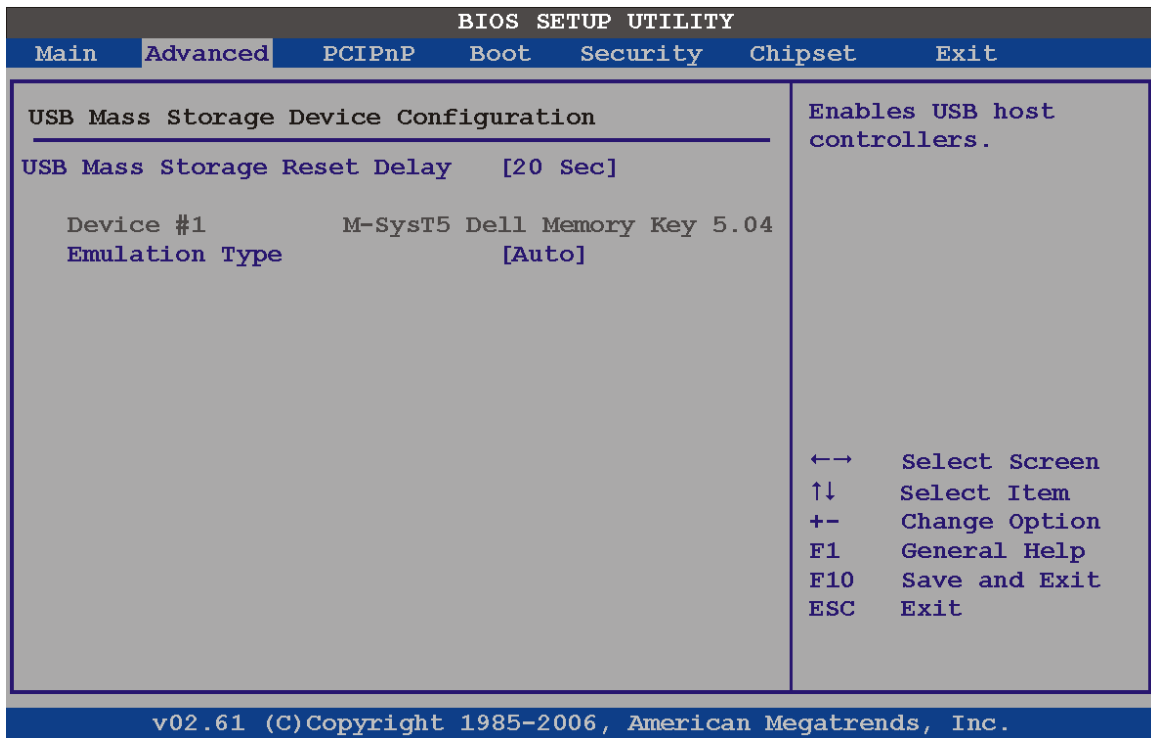 BIOS SETUP UTILITY
Main Advanced PCIPnP Boot Security Chipset Exit
USB Mass Storage Device Configuration
USB Mass Storage Reset Delay [20 Sec]
Device #1 M-SysT5 Dell Memory Key 5.04
Emulation Type [Auto]
Enables USB host
controllers.
←→ Select Screen
↑↓ Select Item
+- Change Option
F1 General Help
F10 Save and Exit
ESC Exit
v02.61 (C)Copyright 1985-2006, American Megatrends, Inc.